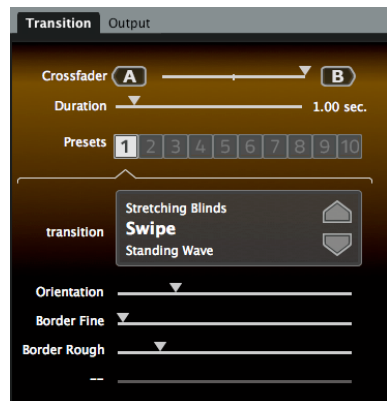 Transition Output
Crossfader A B
Duration 1.00 sec.
Presets 1 2 3 4 5 6 7 8 9 10
Stretching Blinds
transition Swipe
Standing Wave
Orientation
Border Fine
Border Rough
--